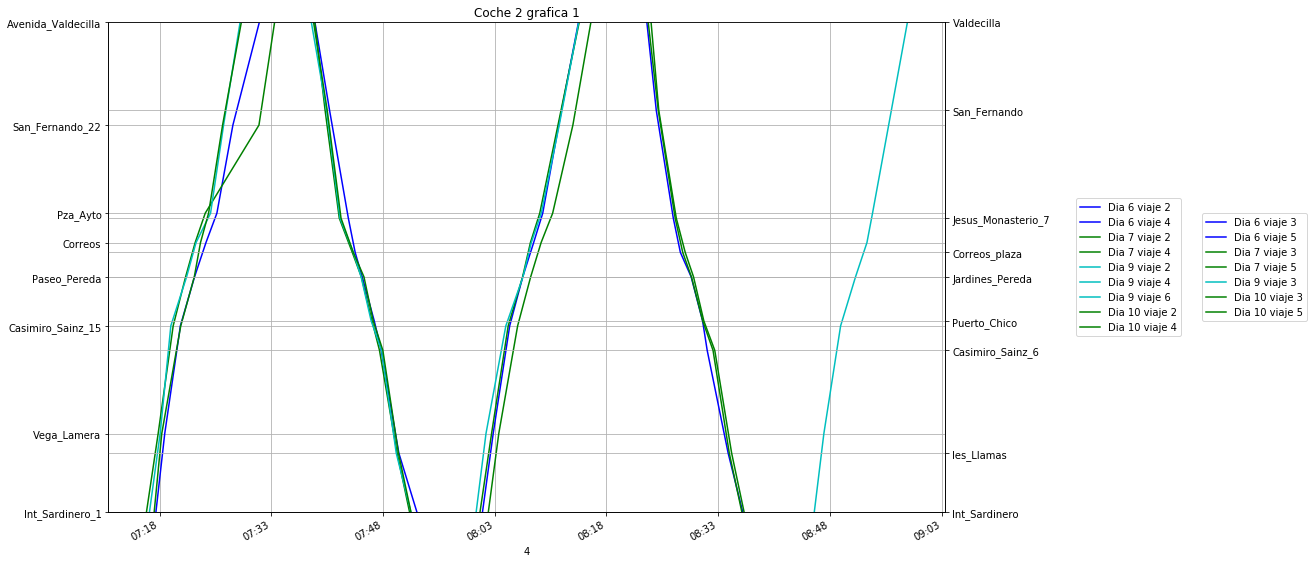 Coche 2 grafica 1
Avenida_Valdecilla
San_Fernando_22
Pza_Ayto
Correos
Paseo_Pereda
Casimiro_Sainz_15
Vega_Lamera
Int_Sardinero_1
Valdecilla
San_Fernando
Jesus_Monasterio_7
Correos_plaza
Jardines_Pereda
Puerto_Chico
Casimiro_Sainz_6
Ies_Llamas
Int_Sardinero
07:18
07:33
07:48
08:03
08:18
08:33
08:48
09:03
4
Dia 6 viaje 2
Dia 6 viaje 4
Dia 7 viaje 2
Dia 7 viaje 4
Dia 9 viaje 2
Dia 9 viaje 4
Dia 9 viaje 6
Dia 10 viaje 2
Dia 10 viaje 4
Dia 6 viaje 3
Dia 6 viaje 5
Dia 7 viaje 3
Dia 7 viaje 5
Dia 9 viaje 3
Dia 10 viaje 3
Dia 10 viaje 5